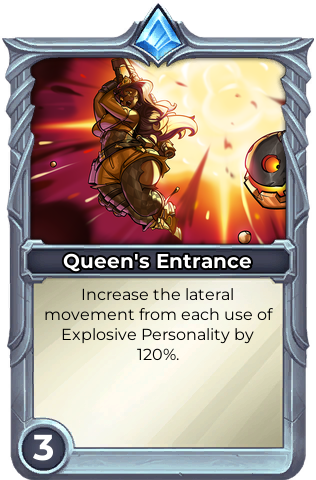 Queen's Entrance
Increase the lateral
movement from each use of
Explosive Personality by
120%.
3